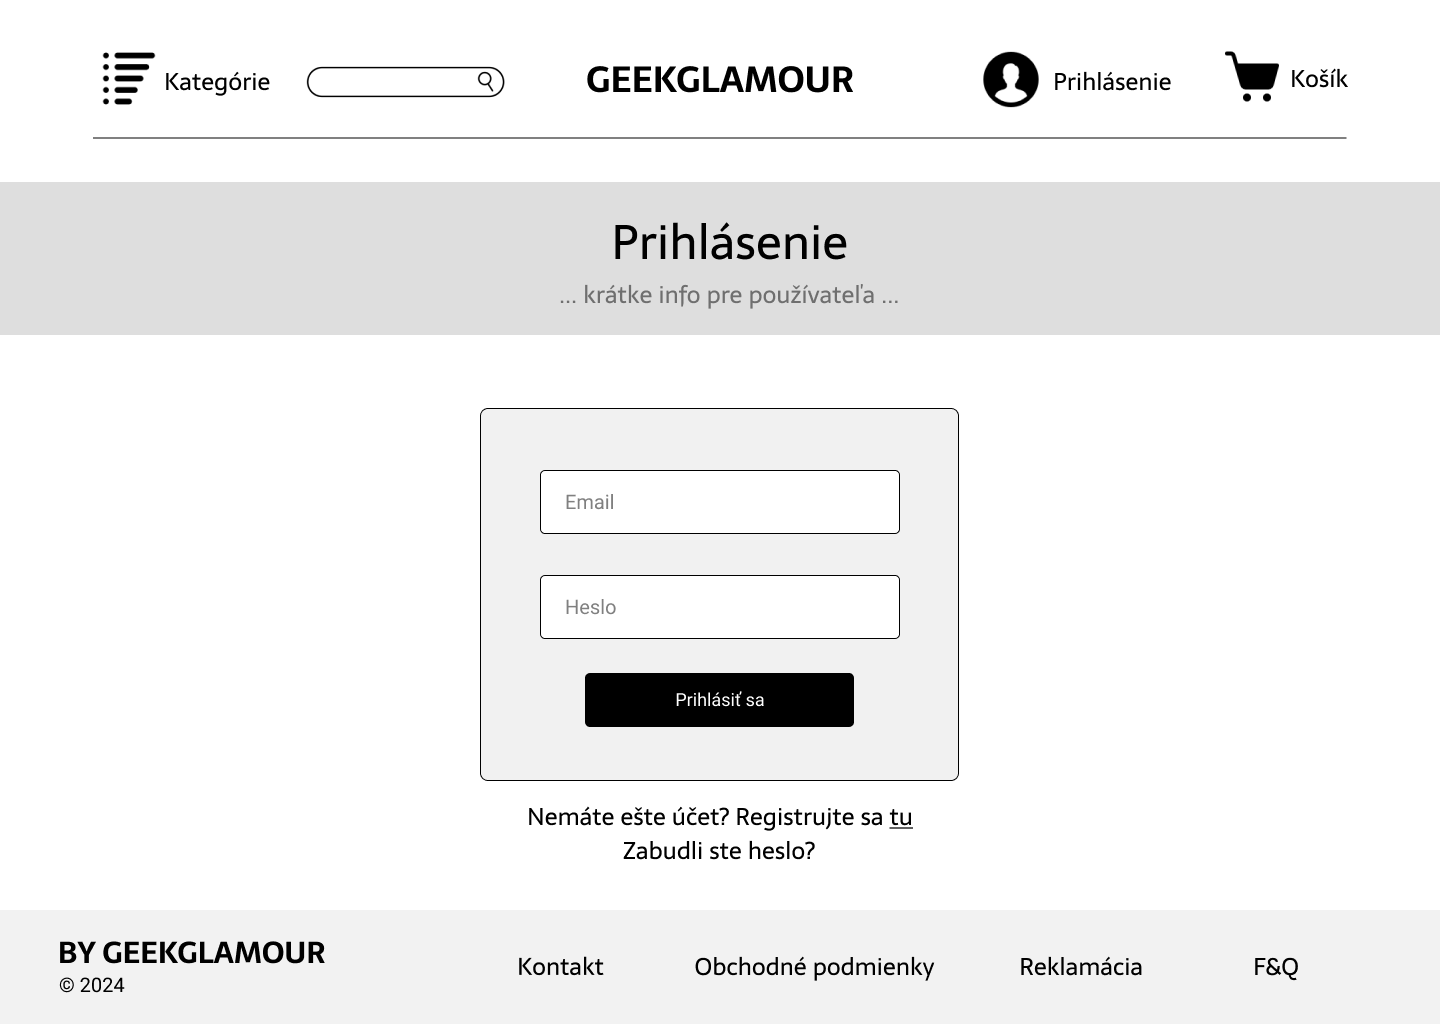 Kategórie
GEEKGLAMOUR
Prihlásenie
Košík
Prihlásenie
... krátke info pre používateľa ...
Email
Heslo
Prihlásiť sa
Nemáte ešte účet? Registrujte sa tu
Zabudli ste heslo?
BY GEEKGLAMOUR
© 2024
Kontakt
Obchodné podmienky
Reklamácia
F&Q